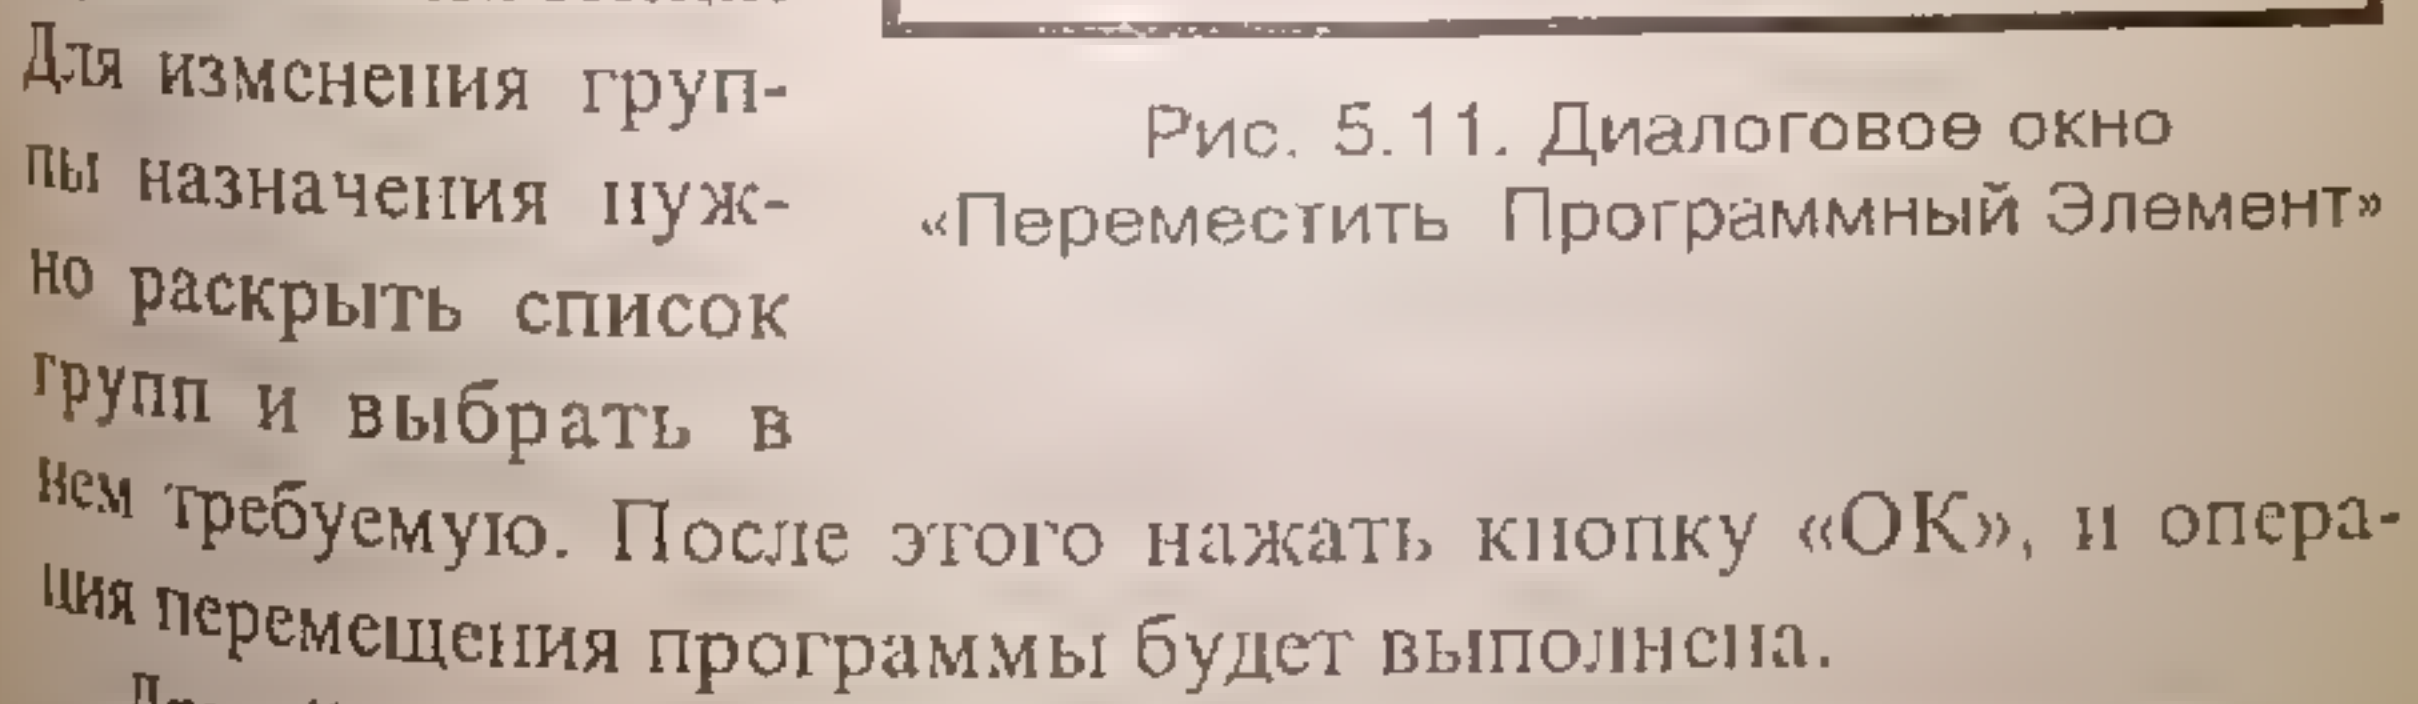 Для изменения груп-
пы назначения нуж-
но раскрыть список
групп и выбрать в
нем требуемую. После этого нажать кнопку «ОК», и опера-
ция перемещения программы будет выполнена.
Рис. 5.11. Диалоговое окно
«Переместить Программный Элемент»